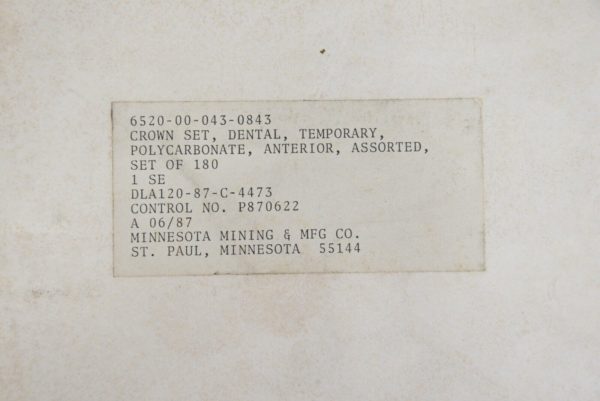 6520-00-043-0843
CROWN SET, DENTAL, TEMPORARY,
POLYCARBONATE, ANTERIOR, ASSORTED,
SET OF 180
1 SE
DLA120-87-C-4473
CONTROL NO. P870622
A 06/87
MINNESOTA MINING & MFG CO.
ST. PAUL, MINNESOTA  55144